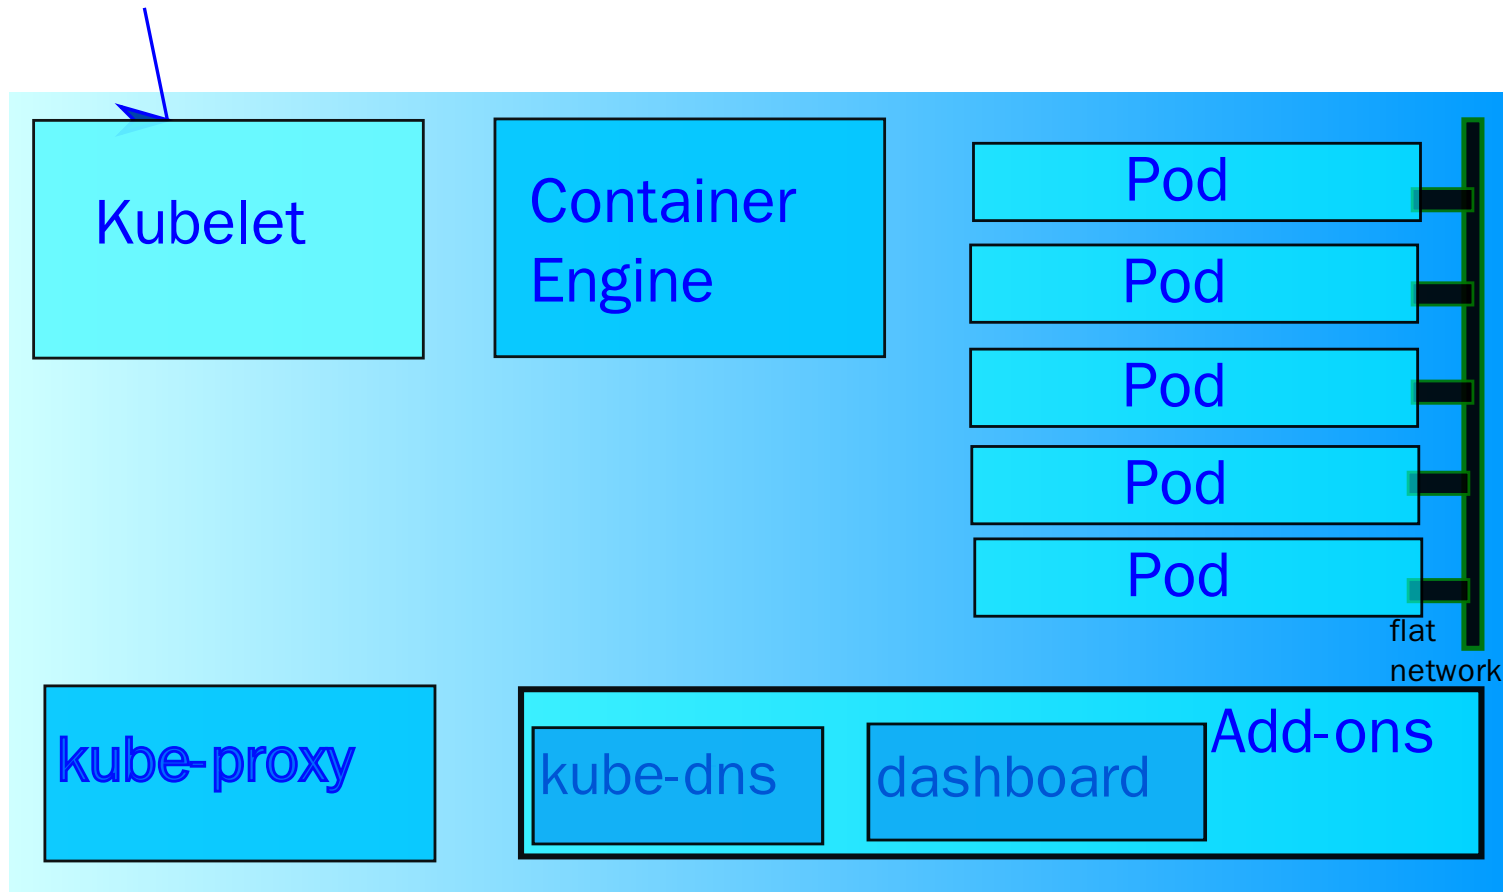 Kubelet
Container
Engine
Pod
Pod
Pod
Pod
Pod
flat
network
kube-proxy
kube-dns
dashboard
Add-ons